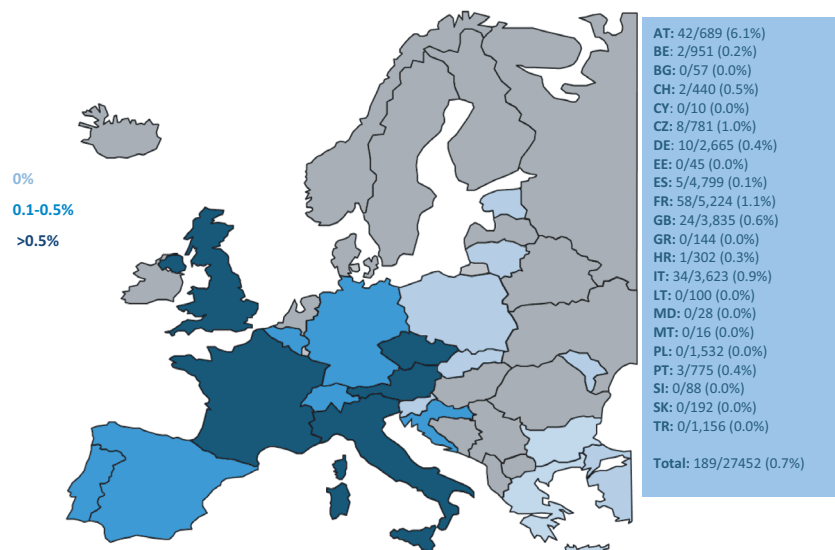 0%
0.1-0.5%
>0.5%
AT: 42/689 (6.1%)
BE: 2/951 (0.2%)
BG: 0/57 (0.0%)
CH: 2/440 (0.5%)
CY: 0/10 (0.0%)
CZ: 8/781 (1.0%)
DE: 10/2,665 (0.4%)
EE: 0/45 (0.0%)
ES: 5/4,799 (0.1%)
FR: 58/5,224 (1.1%)
GB: 24/3,835 (0.6%)
GR: 0/144 (0.0%)
HR: 1/302 (0.3%)
IT: 34/3,623 (0.9%)
LT: 0/100 (0.0%)
MD: 0/28 (0.0%)
MT: 0/16 (0.0%)
PL: 0/1,532 (0.0%)
PT: 3/775 (0.4%)
SI: 0/88 (0.0%)
SK: 0/192 (0.0%)
TR: 0/1,156 (0.0%)
Total: 189/27452 (0.7%)